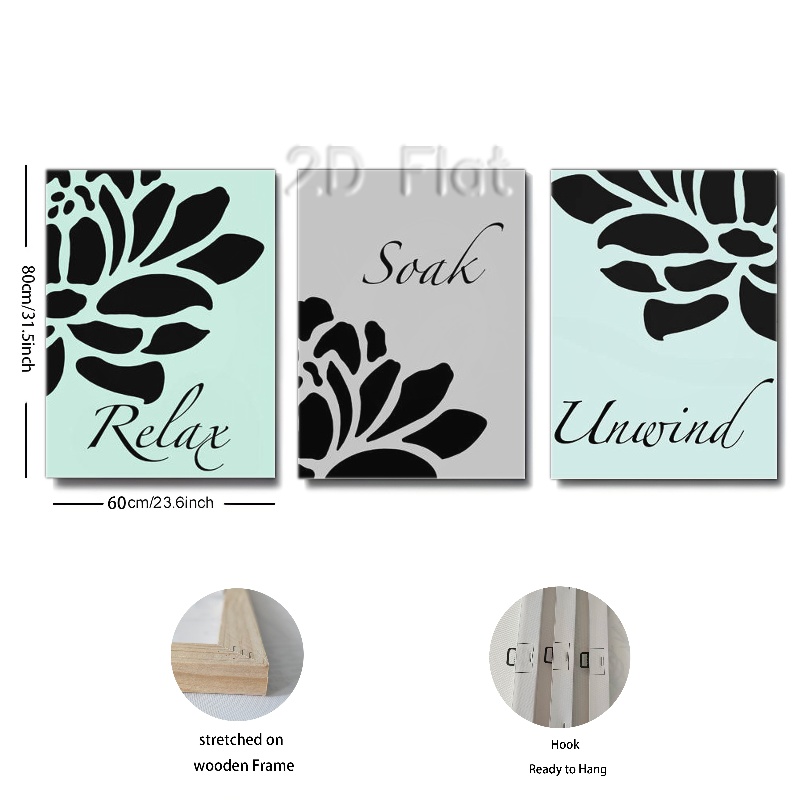 2D Flat
Soak
80cm/31.5inch
Relax
Unwind
60cm/23.6inch
stretched on
wooden Frame
Hook
Ready to Hang